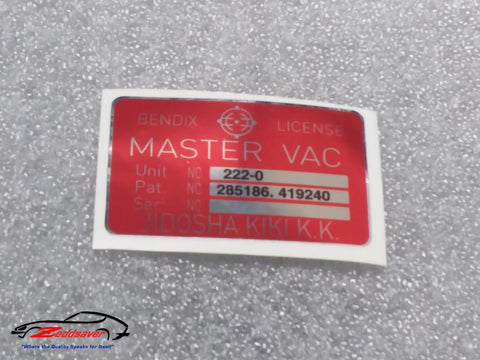 BENDIX LICENSE
MASTER VAC
Unit NO 222-0
Pat. NO 285186. 419240
Ser. NO.
JIDOSHA KIKI K.K.
Zeddsaver
"Where the Quality Speaks for Itself"